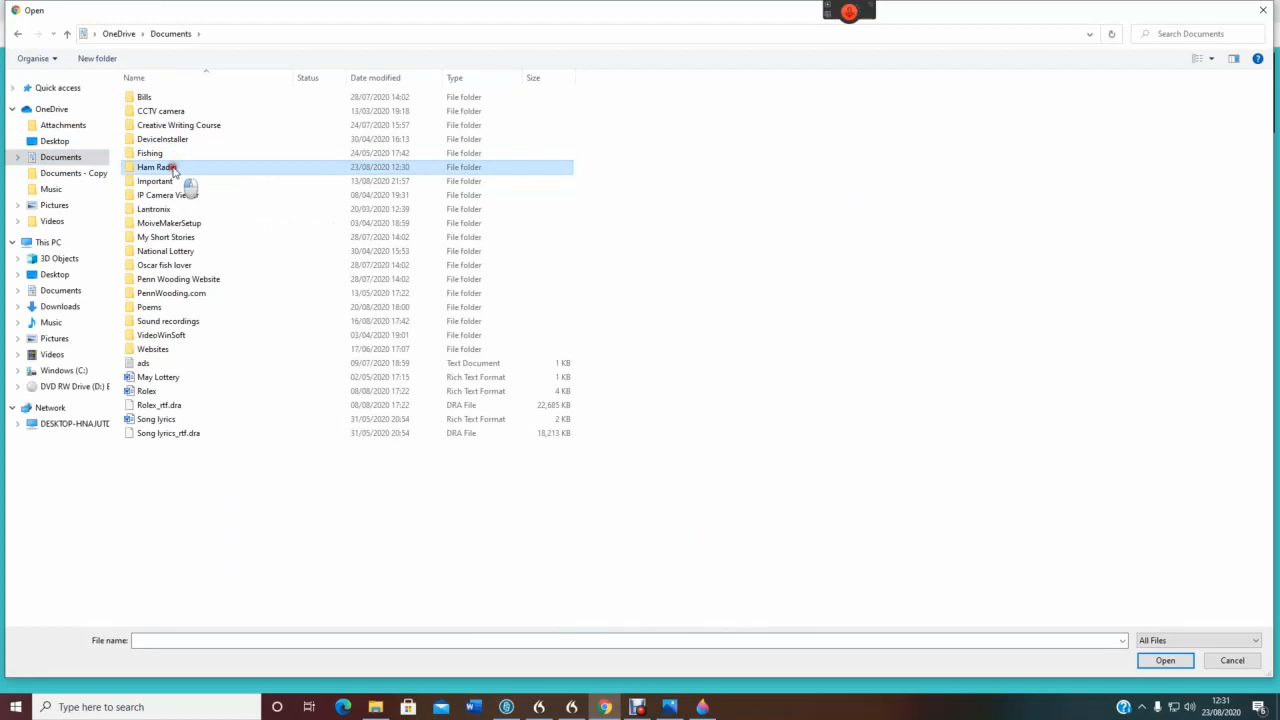 Open
OneDrive > Documents >
Search Documents
Organise New folder
Name Status Date modified Type Size
Quick access
OneDrive
Attachments
Desktop
Documents
Documents - Copy
Music
Pictures
Videos
This PC
3D Objects
Desktop
Documents
Downloads
Music
Pictures
Videos
Windows (C:)
DVD RW Drive (D:) E
Network
DESKTOP-HNAJUTD
Bills 28/07/2020 14:02 File folder
CCTV camera 13/03/2020 19:18 File folder
Creative Writing Course 24/07/2020 15:57 File folder
DeviceInstaller 30/04/2020 16:13 File folder
Fishing 24/05/2020 17:42 File folder
Ham 23/08/2020 12:30 File folder
Important 13/08/2020 21:57 File folder
IP Camera 08/04/2020 19:31 File folder
Lantronix 20/03/2020 12:39 File folder
MoiveMakerSetup 03/04/2020 18:59 File folder
My Short Stories 28/07/2020 14:02 File folder
National Lottery 30/04/2020 15:53 File folder
Oscar fish lover 28/07/2020 14:02 File folder
Penn Wooding Website 28/07/2020 14:02 File folder
PennWooding.com 13/05/2020 17:22 File folder
Poems 20/08/2020 18:00 File folder
Sound recordings 16/08/2020 17:42 File folder
VideoWinSoft 03/04/2020 19:01 File folder
Websites 17/06/2020 17:07 File folder
ads 09/07/2020 18:59 Text Document 1 KB
May Lottery 02/05/2020 17:15 Rich Text Format 1 KB
Rolex 08/08/2020 17:22 Rich Text Format 4 KB
Rolex_rtf.dra 08/08/2020 17:22 DRA File 22,685 KB
Song lyrics 31/05/2020 20:54 Rich Text Format 2 KB
Song lyrics_rtf.dra 31/05/2020 20:54 DRA File 18,213 KB
File name: All Files
Open Cancel
Type here to search
12:31
23/08/2020